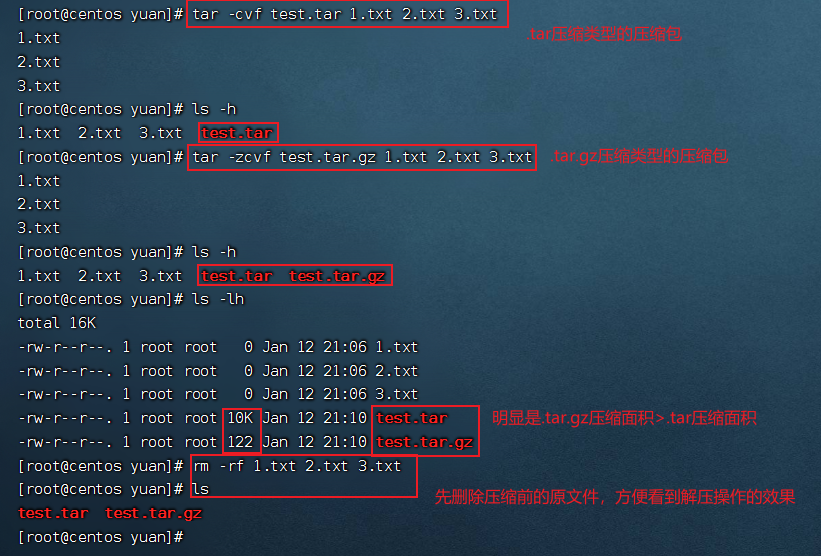 [root@centos yuan]# tar -cvf test.tar 1.txt 2.txt 3.txt
.tar压缩类型的压缩包
1.txt
2.txt
3.txt
[root@centos yuan]# ls -h
1.txt  2.txt  3.txt  test.tar
[root@centos yuan]# tar -zcvf test.tar.gz 1.txt 2.txt 3.txt
.tar.gz压缩类型的压缩包
1.txt
2.txt
3.txt
[root@centos yuan]# ls -h
1.txt  2.txt  3.txt  test.tar  test.tar.gz
[root@centos yuan]# ls -lh
total 16K
-rw-r--r--. 1 root root   0 Jan 12 21:06 1.txt
-rw-r--r--. 1 root root   0 Jan 12 21:06 2.txt
-rw-r--r--. 1 root root   0 Jan 12 21:06 3.txt
-rw-r--r--. 1 root root 10K Jan 12 21:10 test.tar
明显是.tar.gz压缩面积>.tar压缩面积
-rw-r--r--. 1 root root 122 Jan 12 21:10 test.tar.gz
[root@centos yuan]# rm -rf 1.txt 2.txt 3.txt
[root@centos yuan]# ls
先删除压缩前的原文件，方便看到解压操作的效果
test.tar  test.tar.gz
[root@centos yuan]#